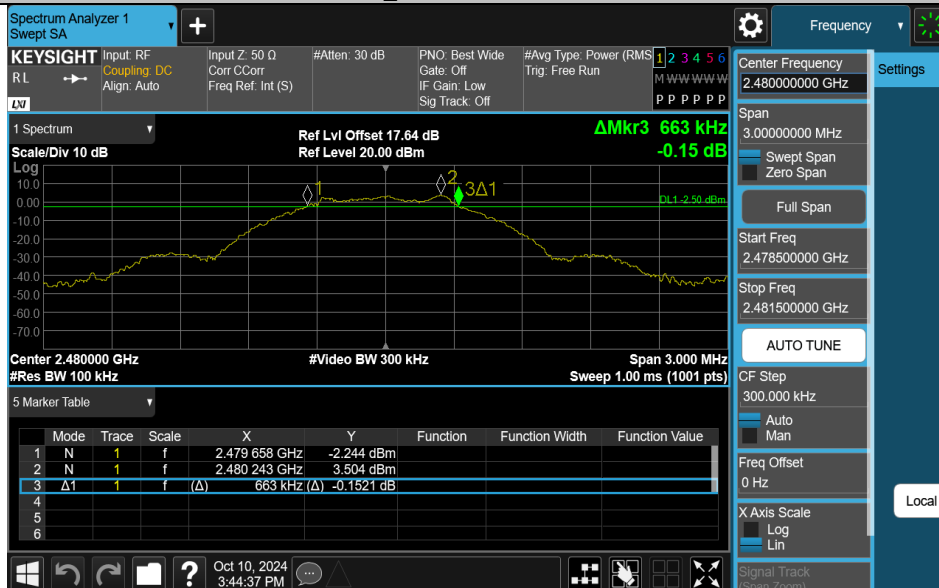 Spectrum Analyzer 1
Swept SA
+
Frequency
KEYSIGHT
RL
LXI
Input: RF
Coupling: DC
Align: Auto
Input Z: 50 Ω
Corr CCorr
Freq Ref: Int (S)
#Atten: 30 dB
PNO: Best Wide
Gate: Off
IF Gain: Low
Sig Track: Off
#Avg Type: Power (RMS
Trig: Free Run
1 2 3 4 5 6
M W W W W W
P P P P P P
Center Frequency
2.480000000 GHz
Settings
Span
3.00000000 MHz
Swept Span
Zero Span
Full Span
Start Freq
2.478500000 GHz
Stop Freq
2.481500000 GHz
AUTO TUNE
CF Step
300.000 kHz
Auto
Man
Freq Offset
0 Hz
Local
X Axis Scale
Log
Lin
Signal Track
(Span Zoom)
1 Spectrum
Scale/Div 10 dB
Log
Ref Lvl Offset 17.64 dB
Ref Level 20.00 dBm
ΔMkr3 663 kHz
-0.15 dB
1
2
3Δ1
DL1 -2.50 dBm
10.0
0.00
-10.0
-20.0
-30.0
-40.0
-50.0
-60.0
-70.0
Center 2.480000 GHz
#Video BW 300 kHz
Span 3.000 MHz
#Res BW 100 kHz
Sweep 1.00 ms (1001 pts)
5 Marker Table
Mode Trace Scale X Y Function Function Width Function Value
1 N 1 f 2.479 658 GHz -2.244 dBm
2 N 1 f 2.480 243 GHz 3.504 dBm
3 Δ1 1 f (Δ) 663 kHz (Δ) -0.1521 dB
4
5
6
?
Oct 10, 2024
3:44:37 PM